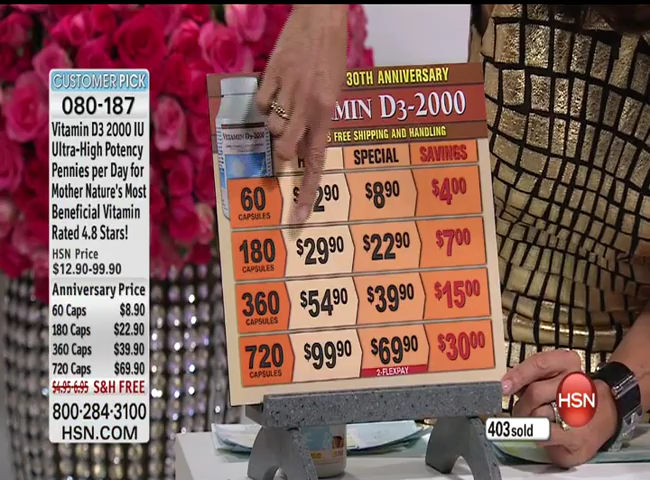 CUSTOMER PICK
080-187
Vitamin D3 2000 IU
Ultra-High Potency
Pennies per Day for
Mother Nature's Most
Beneficial Vitamin
Rated 4.8 Stars!
HSN Price
$12.90-99.90
Anniversary Price
60 Caps $8.90
180 Caps $22.90
360 Caps $39.90
720 Caps $69.90
$4.95-6.95 S&H FREE
800-284-3100
HSN.COM
30TH ANNIVERSARY
MIN D3-2000
S FREE SHIPPING AND HANDLING
SPECIAL SAVINGS
60 CAPSULES 2.90 $8.90 $4.00
180 CAPSULES $29.90 $22.90 $7.00
360 CAPSULES $54.90 $39.90 $15.00
720 CAPSULES $99.90 $69.90 $30.00
2-FLEXPAY
VITAMIN D3-2000
HSN
403 sold